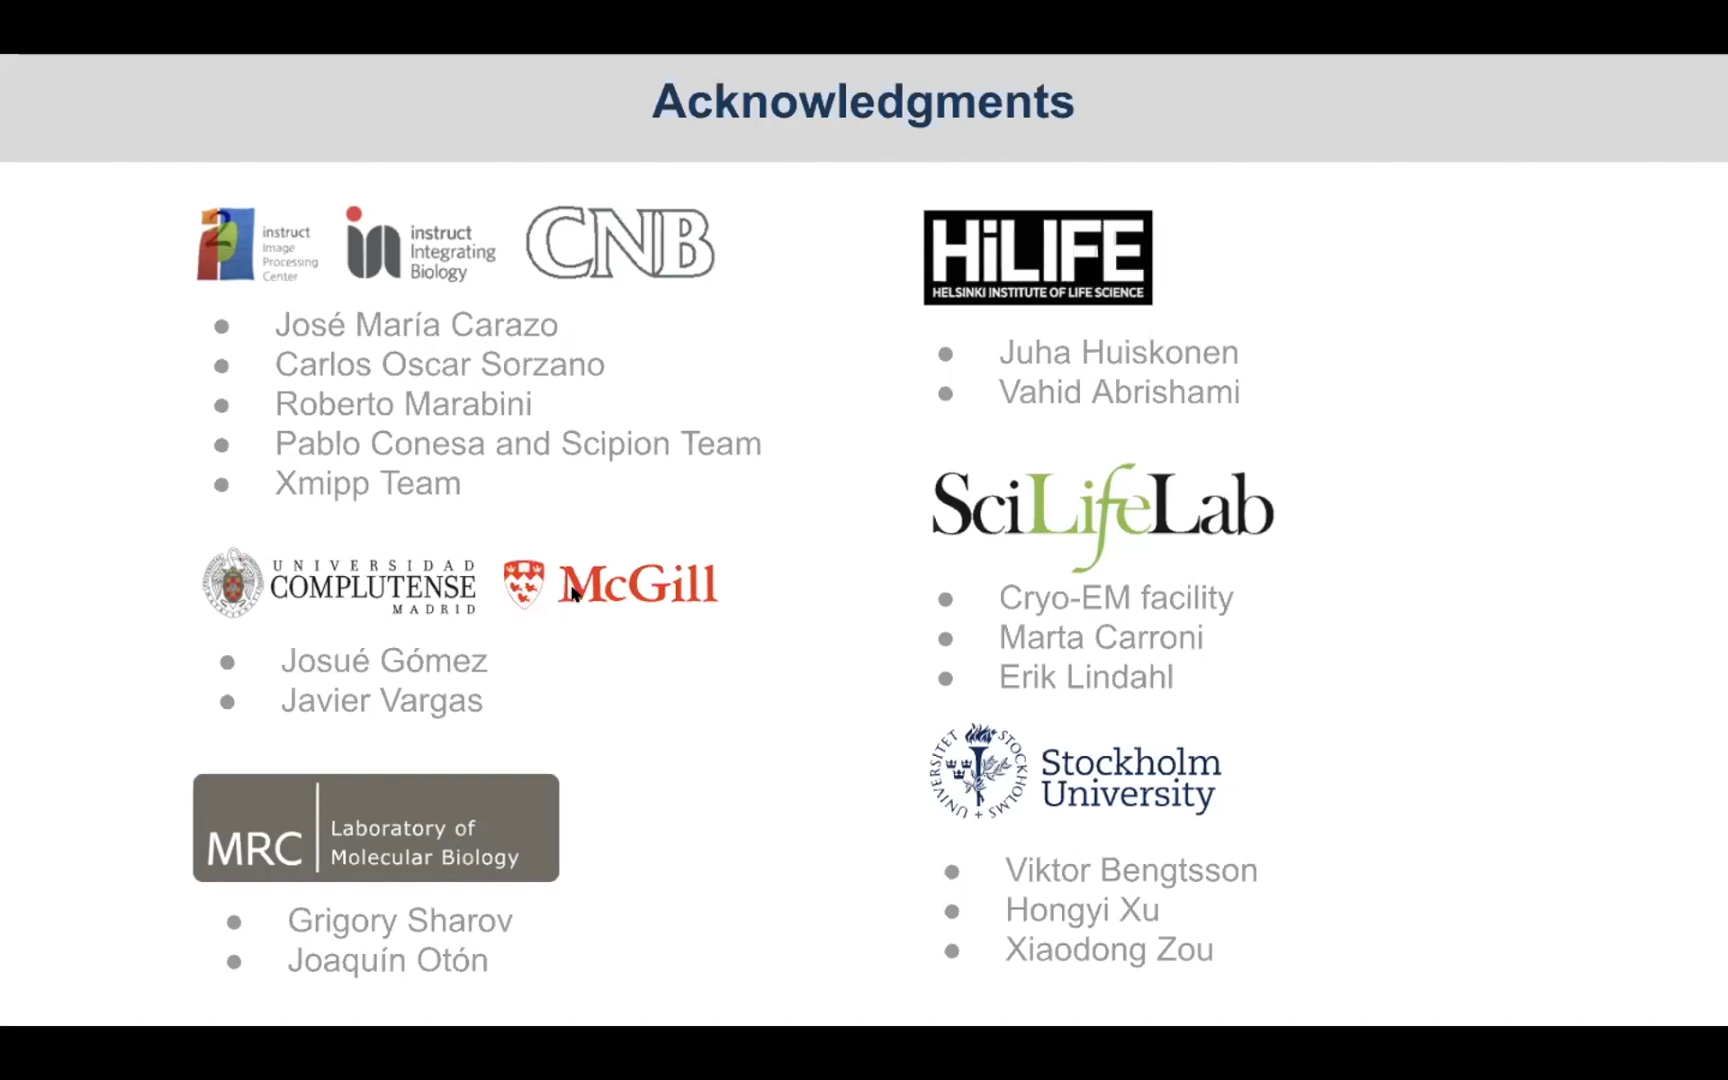 Acknowledgments
instruct
Image
Processing
Center
instruct
Integrating
Biology
CNB
José María Carazo
Carlos Oscar Sorzano
Roberto Marabini
Pablo Conesa and Scipion Team
Xmipp Team
UNIVERSIDAD
COMPLUTENSE
MADRID
McGill
Josué Gómez
Javier Vargas
MRC
Laboratory of
Molecular Biology
Grigory Sharov
Joaquín Otón
HiLIFE
HELSINKI INSTITUTE OF LIFE SCIENCE
Juha Huiskonen
Vahid Abrishami
SciLifeLab
Cryo-EM facility
Marta Carroni
Erik Lindahl
STOCKHOLMS UNIVERSITET
Stockholm
University
Viktor Bengtsson
Hongyi Xu
Xiaodong Zou